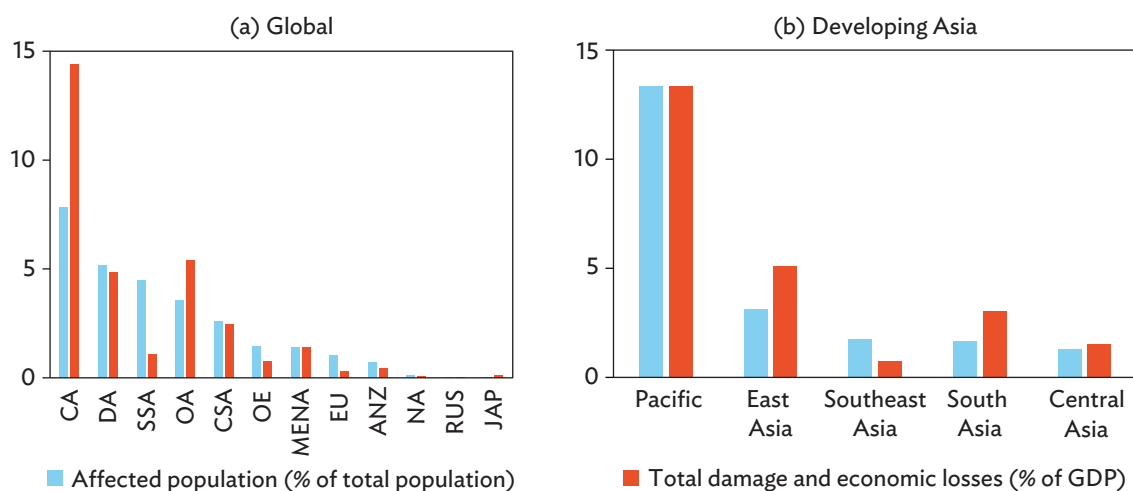 (a) Global
15
10
5
0
CA
DA
SSA
OA
CSA
OE
MENA
EU
ANZ
NA
RUS
JAP
(b) Developing Asia
15
10
5
0
Pacific
East
Asia
Southeast
Asia
South
Asia
Central
Asia
Affected population (% of total population)
Total damage and economic losses (% of GDP)